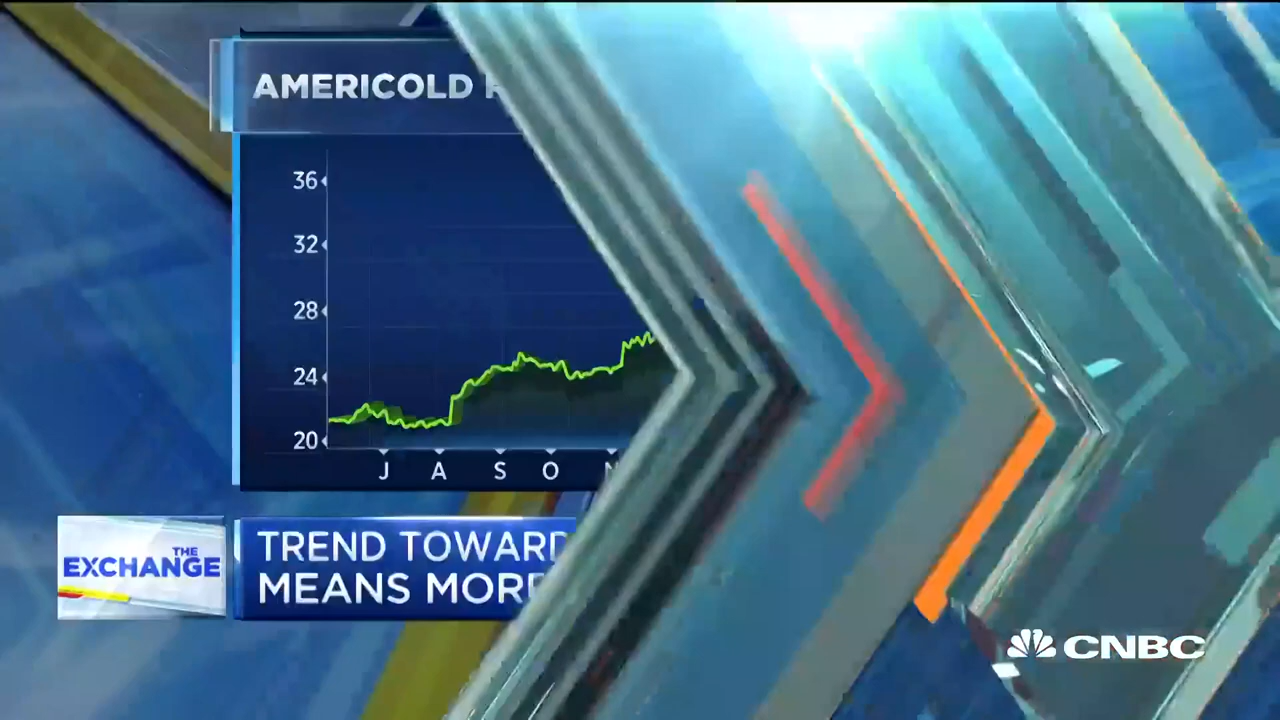 AMERICOLD
36
32
28
24
20
J A S O N
TREND TOWARD
MEANS MORE
THE
EXCHANGE
CNBC